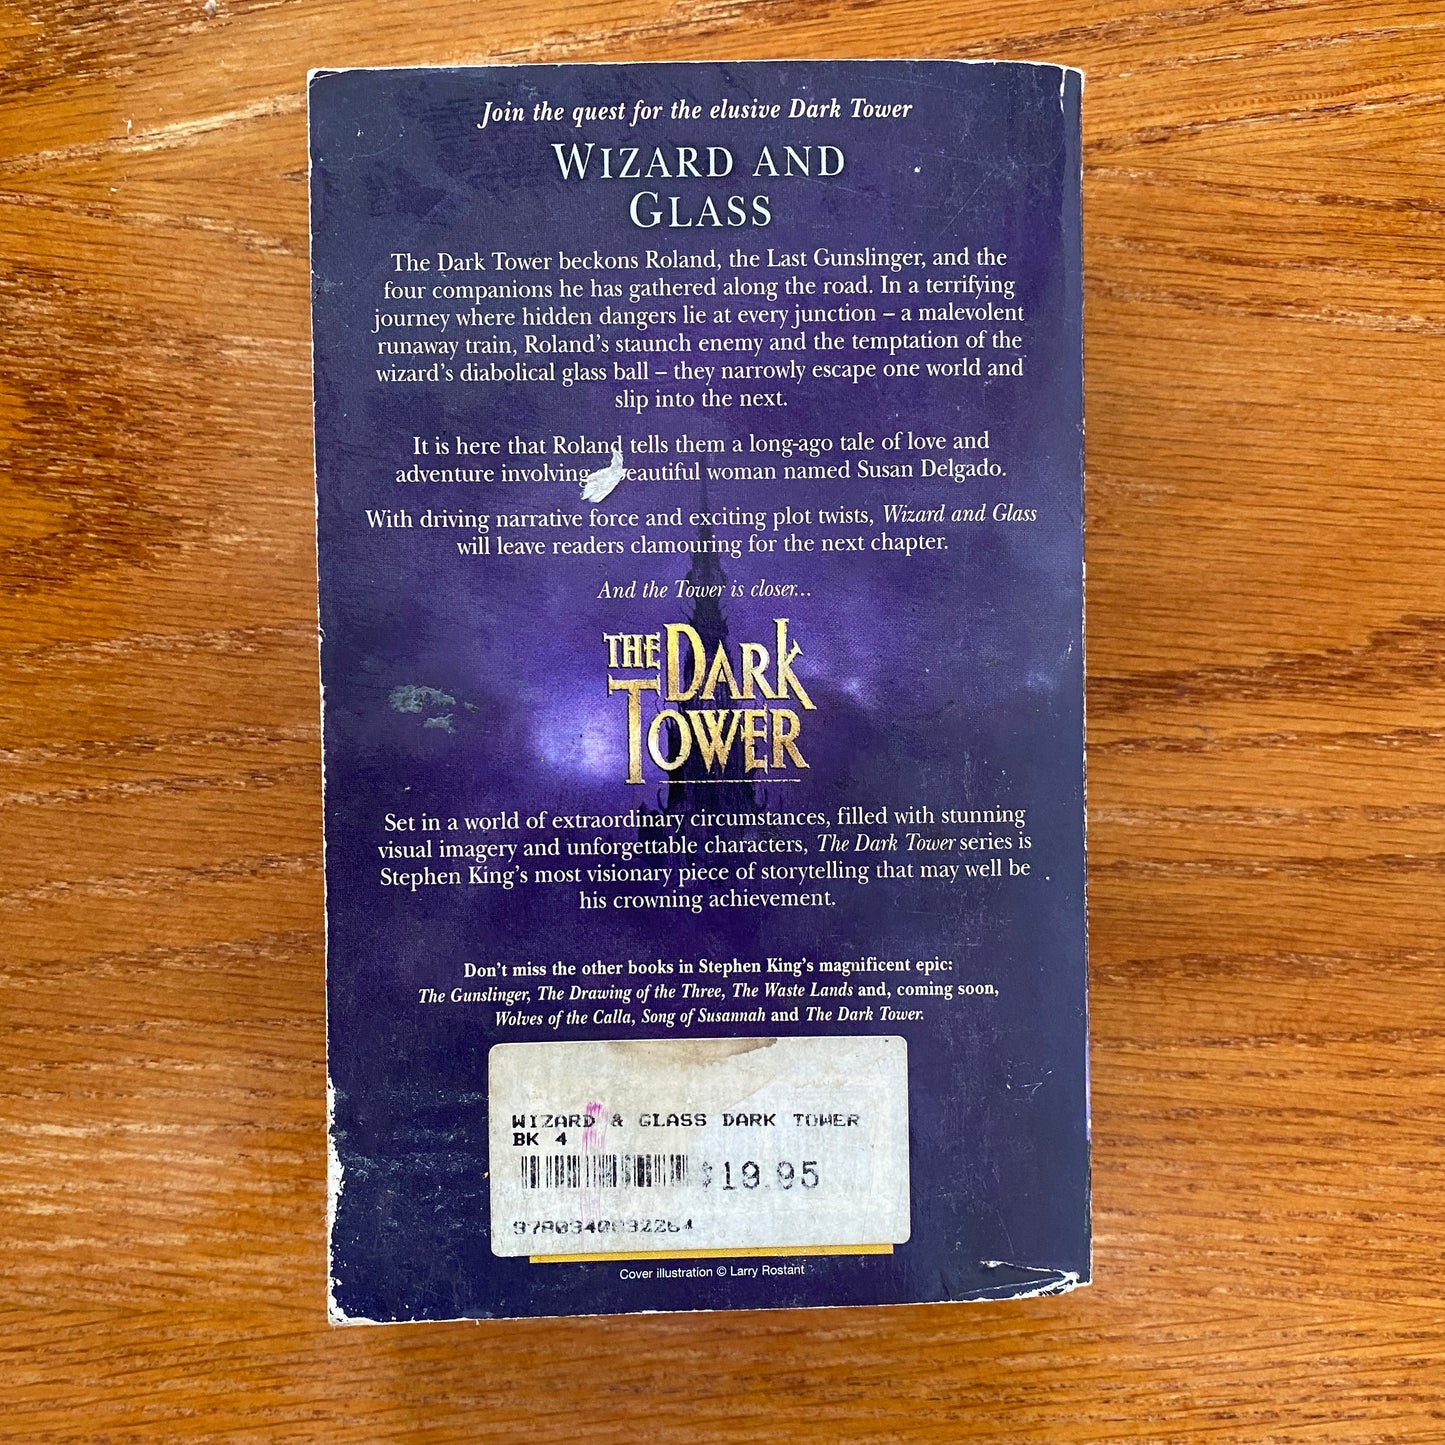 Join the quest for the elusive Dark Tower
WIZARD AND
GLASS
The Dark Tower beckons Roland, the Last Gunslinger, and the
four companions he has gathered along the road. In a terrifying
journey where hidden dangers lie at every junction – a malevolent
runaway train, Roland's staunch enemy and the temptation of the
wizard's diabolical glass ball – they narrowly escape one world and
slip into the next.
It is here that Roland tells them a long-ago tale of love and
adventure involving eautiful woman named Susan Delgado.
With driving narrative force and exciting plot twists, Wizard and Glass
will leave readers clamouring for the next chapter.
And the Tower is closer...
THE DARK
TOWER
Set in a world of extraordinary circumstances, filled with stunning
visual imagery and unforgettable characters, The Dark Tower series is
Stephen King's most visionary piece of storytelling that may well be
his crowning achievement.
Don't miss the other books in Stephen King's magnificent epic:
The Gunslinger, The Drawing of the Three, The Waste Lands and, coming soon,
Wolves of the Calla, Song of Susannah and The Dark Tower.
WIZARD & GLASS DARK TOWER
BK 4
$19.95
Cover illustration © Larry Rostant